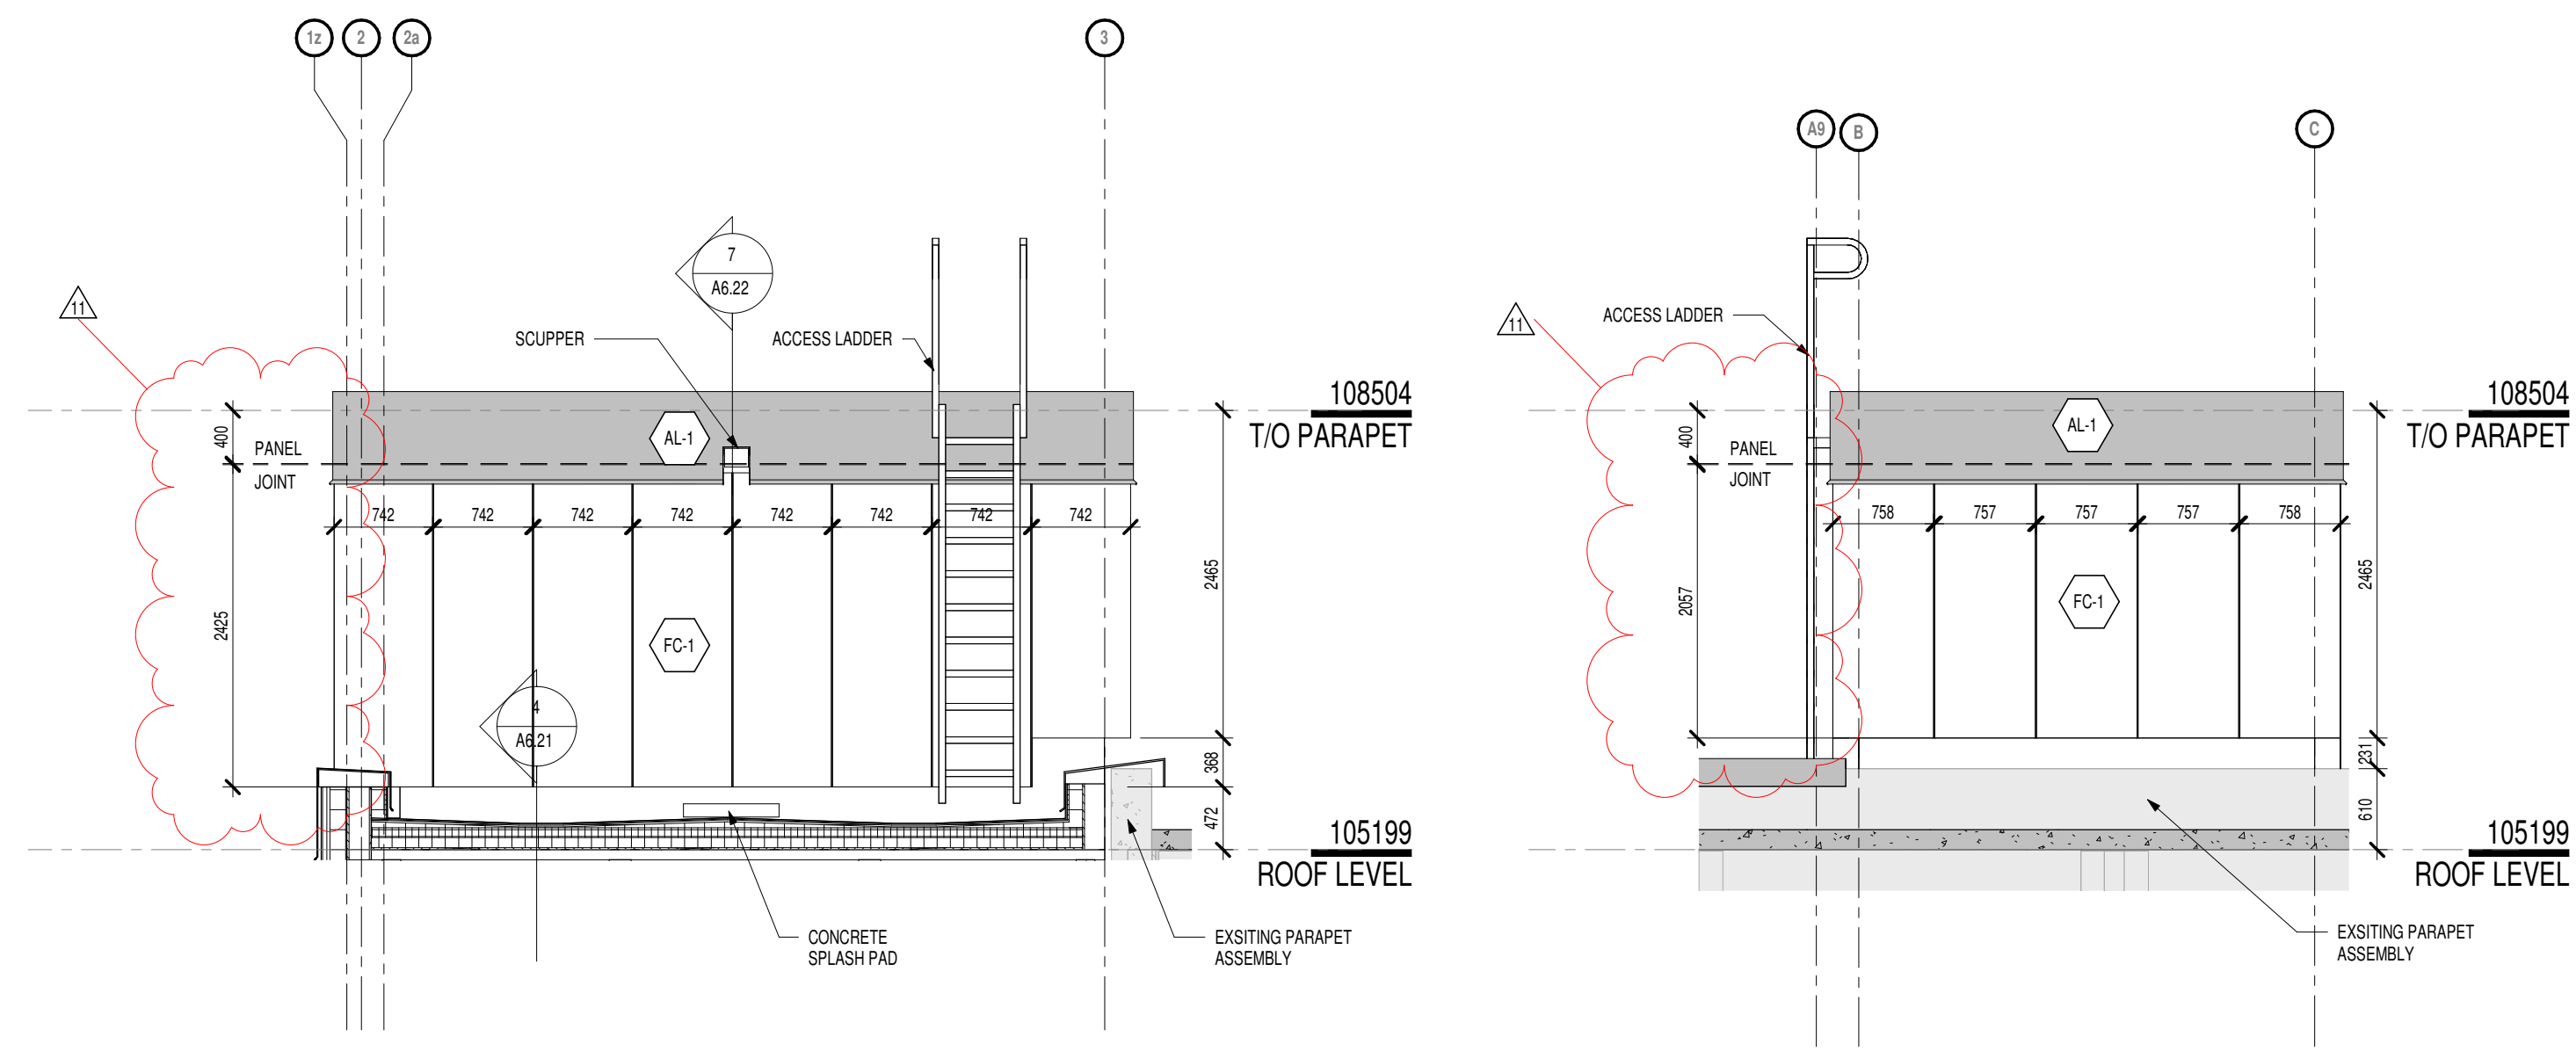 1z
2
2a
3
7
A6.22
11
SCUPPER
ACCESS LADDER
108504
T/O PARAPET
400
PANEL
JOINT
AL-1
742
742
742
742
742
742
742
742
2425
2465
FC-1
4
A6.21
368
472
105199
ROOF LEVEL
CONCRETE
SPLASH PAD
EXSITING PARAPET
ASSEMBLY
A9
B
C
11
ACCESS LADDER
108504
T/O PARAPET
400
PANEL
JOINT
AL-1
758
757
757
757
758
2057
2465
FC-1
231
610
105199
ROOF LEVEL
EXSITING PARAPET
ASSEMBLY